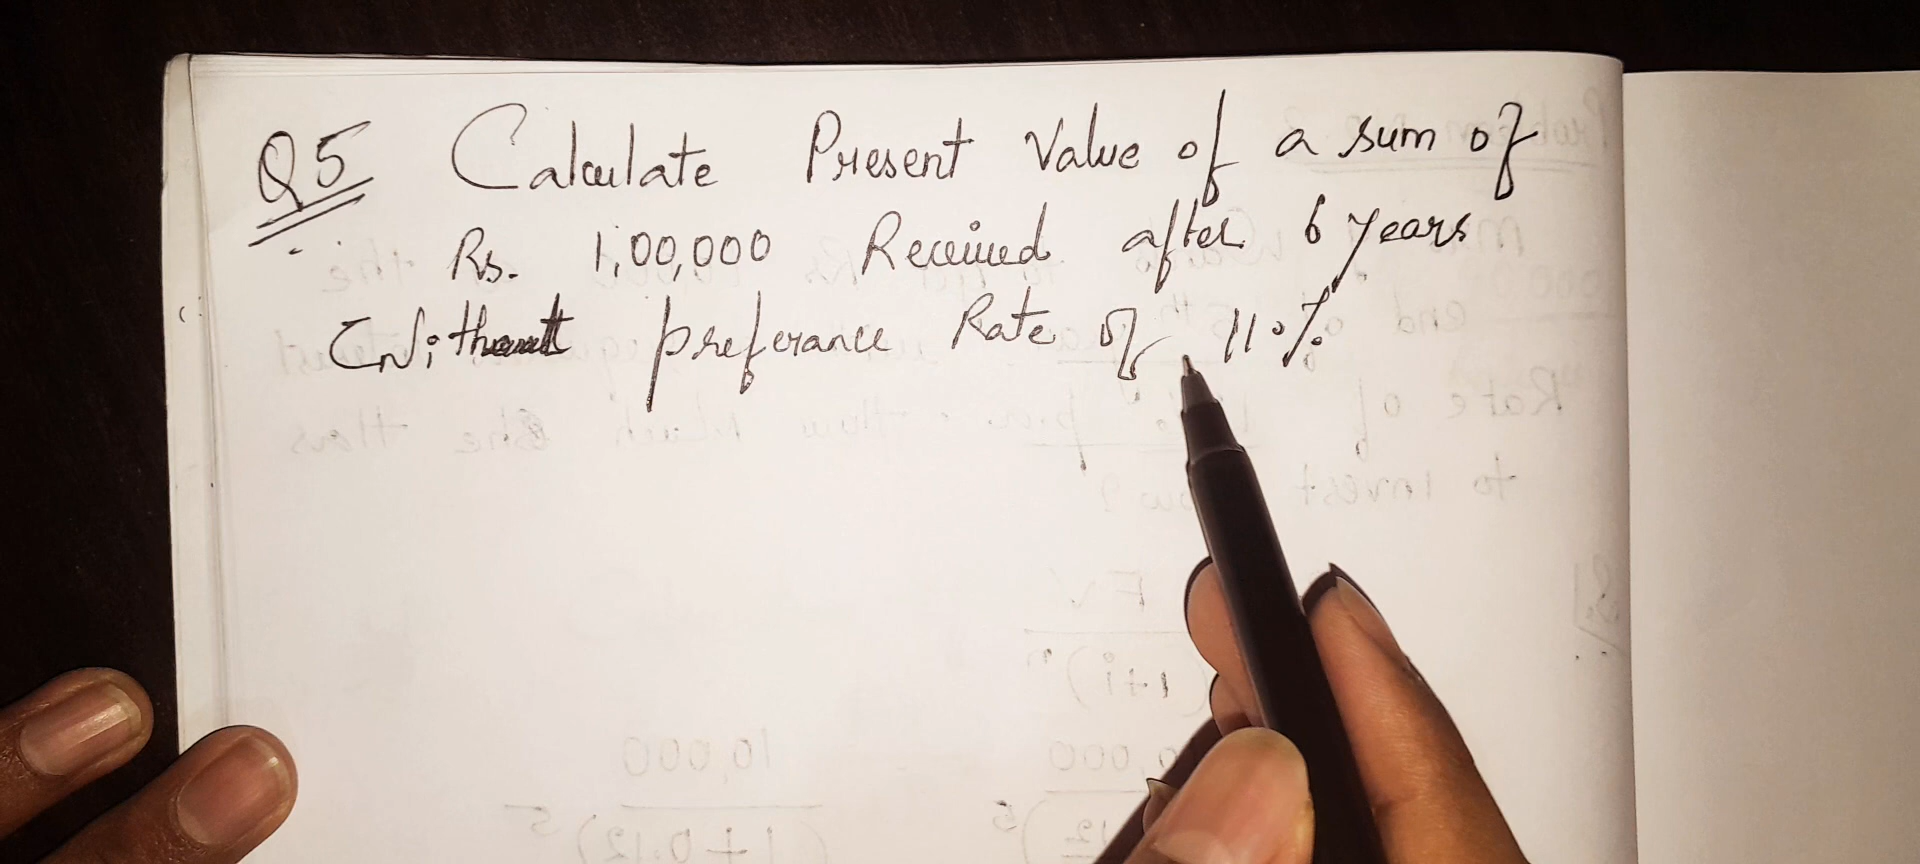 Q5 Calculate Present Value of a sum of
Rs. 1,00,000 Received after 6 years
With preferance Rate of 11%